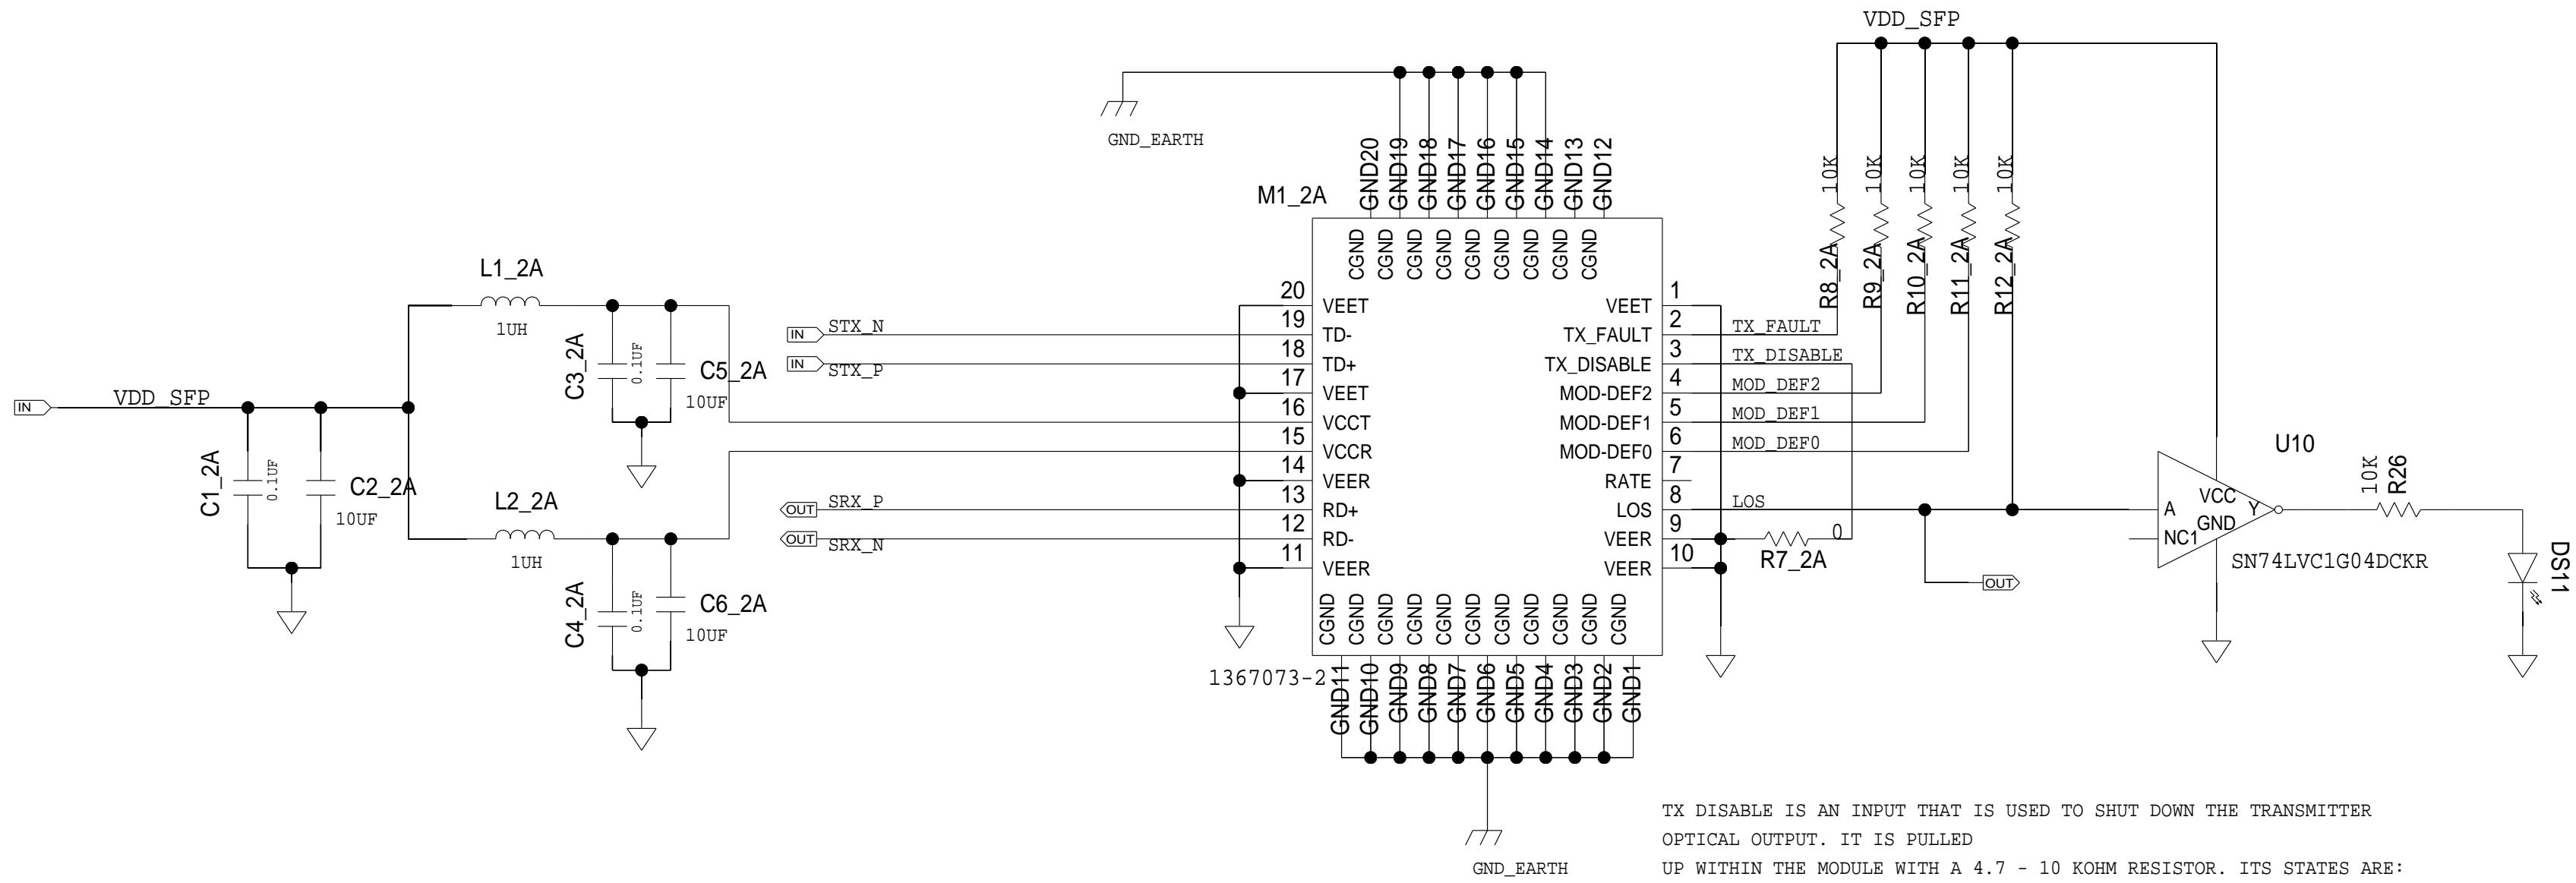 VDD_SFP
GND_EARTH
GND20
GND19
GND18
GND17
GND16
GND15
GND14
GND13
GND12
M1_2A
CGND
CGND
CGND
CGND
CGND
CGND
CGND
CGND
CGND
10K
10K
10K
10K
10K
R8_2A
R9_2A
R10_2A
R11_2A
R12_2A
L1_2A
1UH
C3_2A
0.1UF
C5_2A
10UF
IN
VDD_SFP
C1_2A
0.1UF
C2_2A
10UF
L2_2A
1UH
C4_2A
0.1UF
C6_2A
10UF
IN STX_N
IN STX_P
OUT SRX_P
OUT SRX_N
20 VEET
19 TD-
18 TD+
17 VEET
16 VCCT
15 VCCR
14 VEER
13 RD+
12 RD-
11 VEER
VEET 1
TX_FAULT 2 TX_FAULT
TX_DISABLE 3 TX_DISABLE
MOD-DEF2 4 MOD_DEF2
MOD-DEF1 5 MOD_DEF1
MOD-DEF0 6 MOD_DEF0
RATE 7
LOS 8 LOS
VEER 9
VEER 10
0
R7_2A
OUT
U10
VCC
A
Y
GND
NC1
SN74LVC1G04DCKR
10K
R26
DS11
CGND
CGND
CGND
CGND
CGND
CGND
CGND
CGND
CGND
CGND
CGND
1367073-2
GND11
GND10
GND9
GND8
GND7
GND6
GND5
GND4
GND3
GND2
GND1
GND_EARTH
TX DISABLE IS AN INPUT THAT IS USED TO SHUT DOWN THE TRANSMITTER
OPTICAL OUTPUT. IT IS PULLED
UP WITHIN THE MODULE WITH A 4.7 - 10 KOHM RESISTOR. ITS STATES ARE: